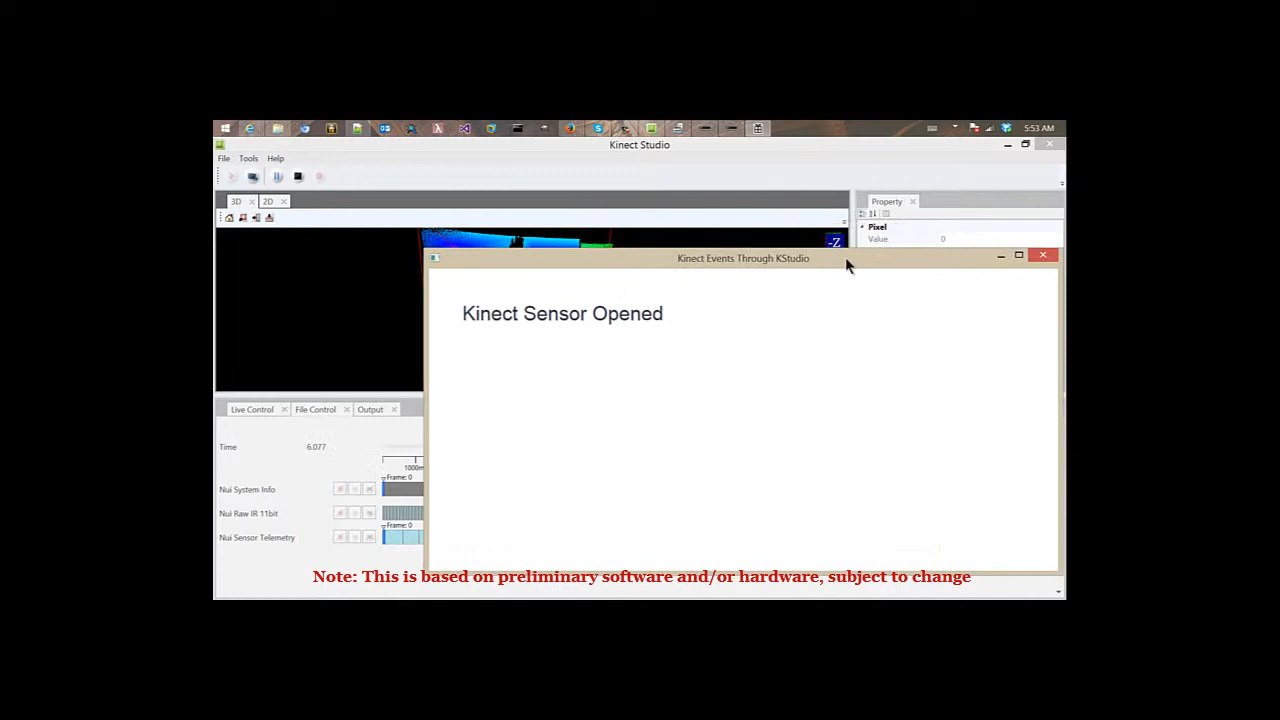 5:53 AM
Kinect Studio
File Tools Help
3D 2D
Property
Pixel
Value 0
-Z
Kinect Events Through KStudio
Kinect Sensor Opened
Live Control File Control Output
Time 6.077
1000m
Frame: 0
Nui System Info
Nui Raw IR 11bit
Frame: 0
Nui Sensor Telemetry
Note: This is based on preliminary software and/or hardware, subject to change